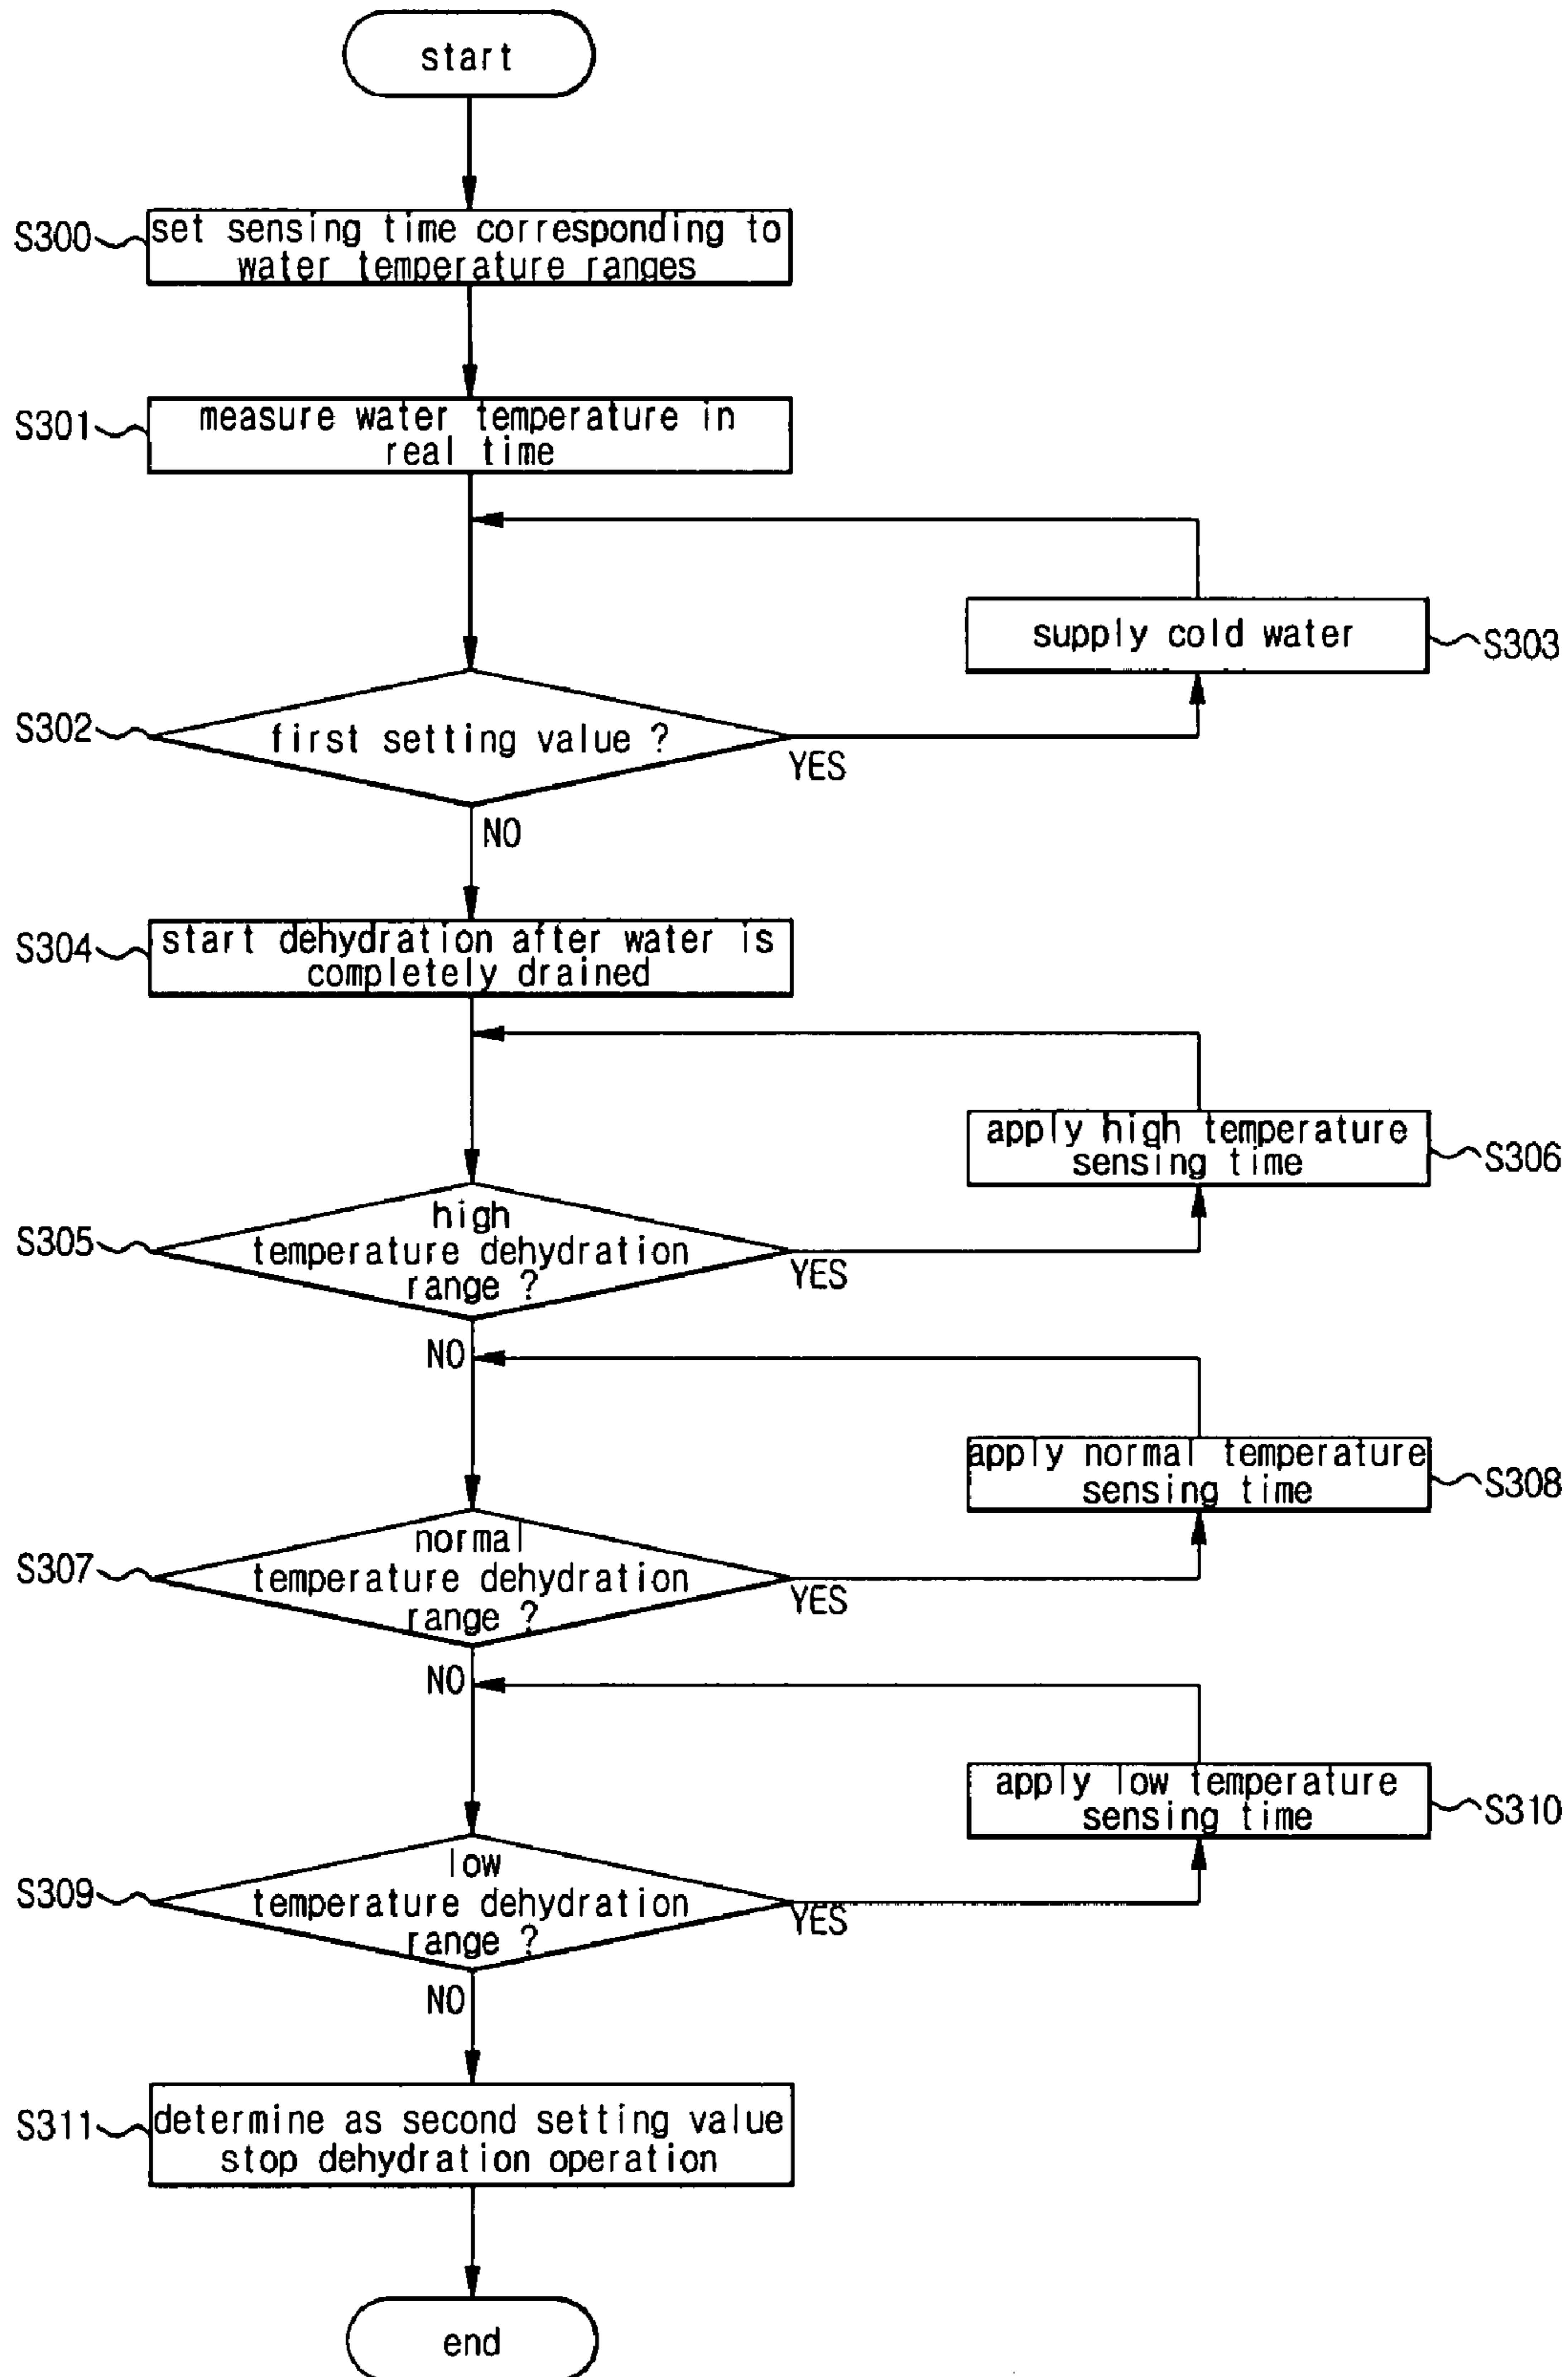 start
S300
set sensing time corresponding to
water temperature ranges
S301
measure water temperature in
real time
supply cold water
S303
S302
first setting value ?
YES
NO
S304
start dehydration after water is
completely drained
apply high temperature
sensing time
S306
S305
high
temperature dehydration
range ?
YES
NO
apply normal temperature
sensing time
S308
S307
normal
temperature dehydration
range ?
YES
NO
apply low temperature
sensing time
S310
S309
low
temperature dehydration
range ?
YES
NO
S311
determine as second setting value
stop dehydration operation
end